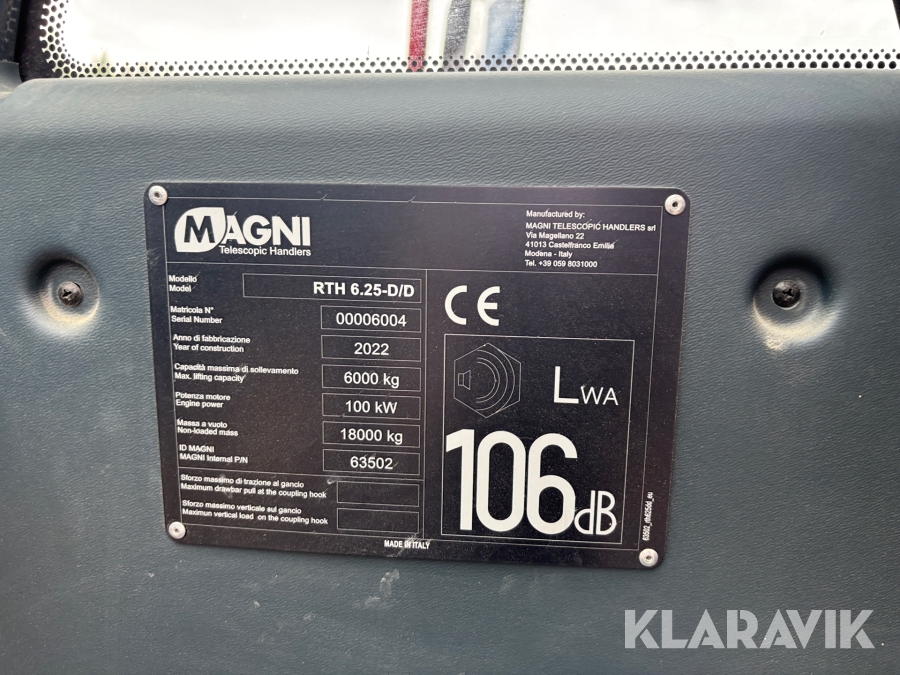 MAGNI
Telescopic Handlers
Manufactured by:
MAGNI TELESCOPIC HANDLERS srl
Via Magellano 22
41013 Castelfranco Emilia
Modena - Italy
Tel. +39 059 8031000
Modello
Model
RTH 6.25-D/D
Matricola N°
Serial Number
00006004
Anno di fabbricazione
Year of construction
2022
Capacità massima di sollevamento
Max. lifting capacity
6000 kg
Potenza motore
Engine power
100 kW
Massa a vuoto
Non-loaded mass
18000 kg
ID MAGNI
MAGNI Internal P/N
63502
Sforzo massimo di trazione al gancio
Maximum drawbar pull at the coupling hook
Sforzo massimo verticale sul gancio
Maximun vertical load on the coupling hook
CE
LWA
106dB
MADE IN ITALY
KLARAVIK